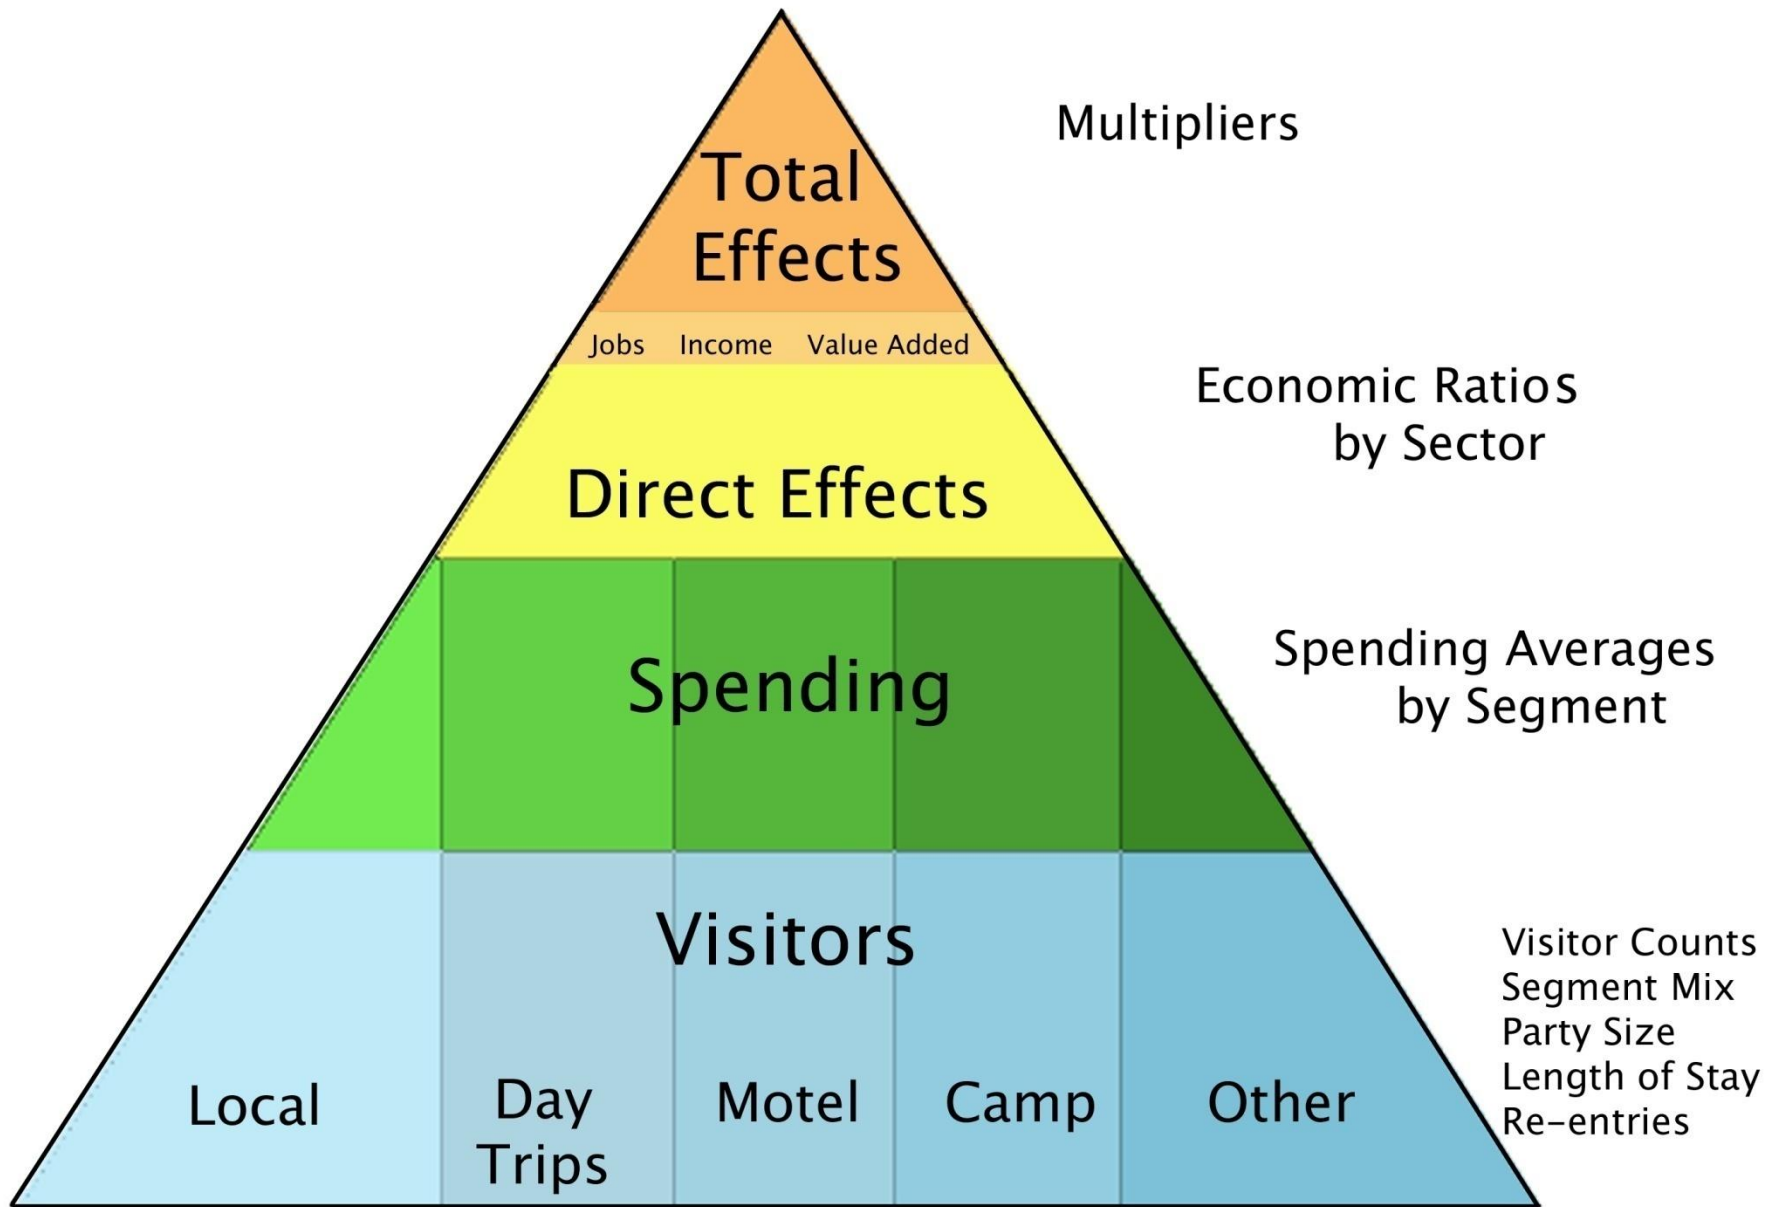 Multipliers
Total
Effects
Jobs Income Value Added
Economic Ratios
by Sector
Direct Effects
Spending Averages
by Segment
Spending
Visitors
Visitor Counts
Segment Mix
Party Size
Length of Stay
Re-entries
Local
Day
Trips
Motel
Camp
Other